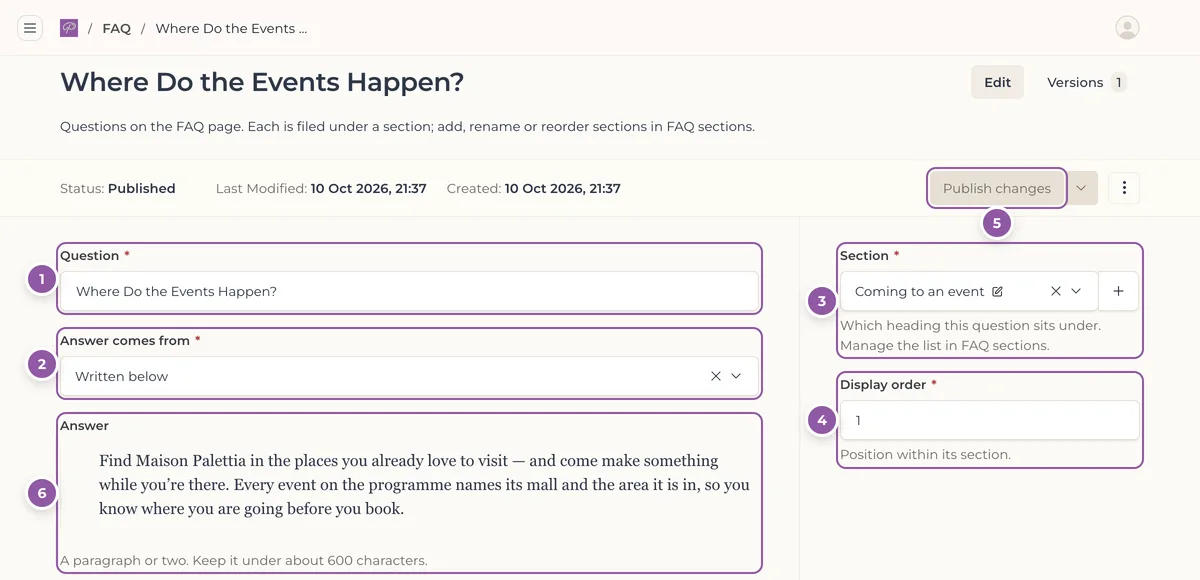 / FAQ / Where Do the Events ...
Where Do the Events Happen?
Edit
Versions 1
Questions on the FAQ page. Each is filed under a section; add, rename or reorder sections in FAQ sections.
Status: Published
Last Modified: 10 Oct 2026, 21:37
Created: 10 Oct 2026, 21:37
Publish changes
5
1
Question *
Where Do the Events Happen?
2
Answer comes from *
Written below
6
Answer
Find Maison Palettia in the places you already love to visit — and come make something
while you’re there. Every event on the programme names its mall and the area it is in, so you
know where you are going before you book.
A paragraph or two. Keep it under about 600 characters.
3
Section *
Coming to an event
Which heading this question sits under.
Manage the list in FAQ sections.
4
Display order *
1
Position within its section.